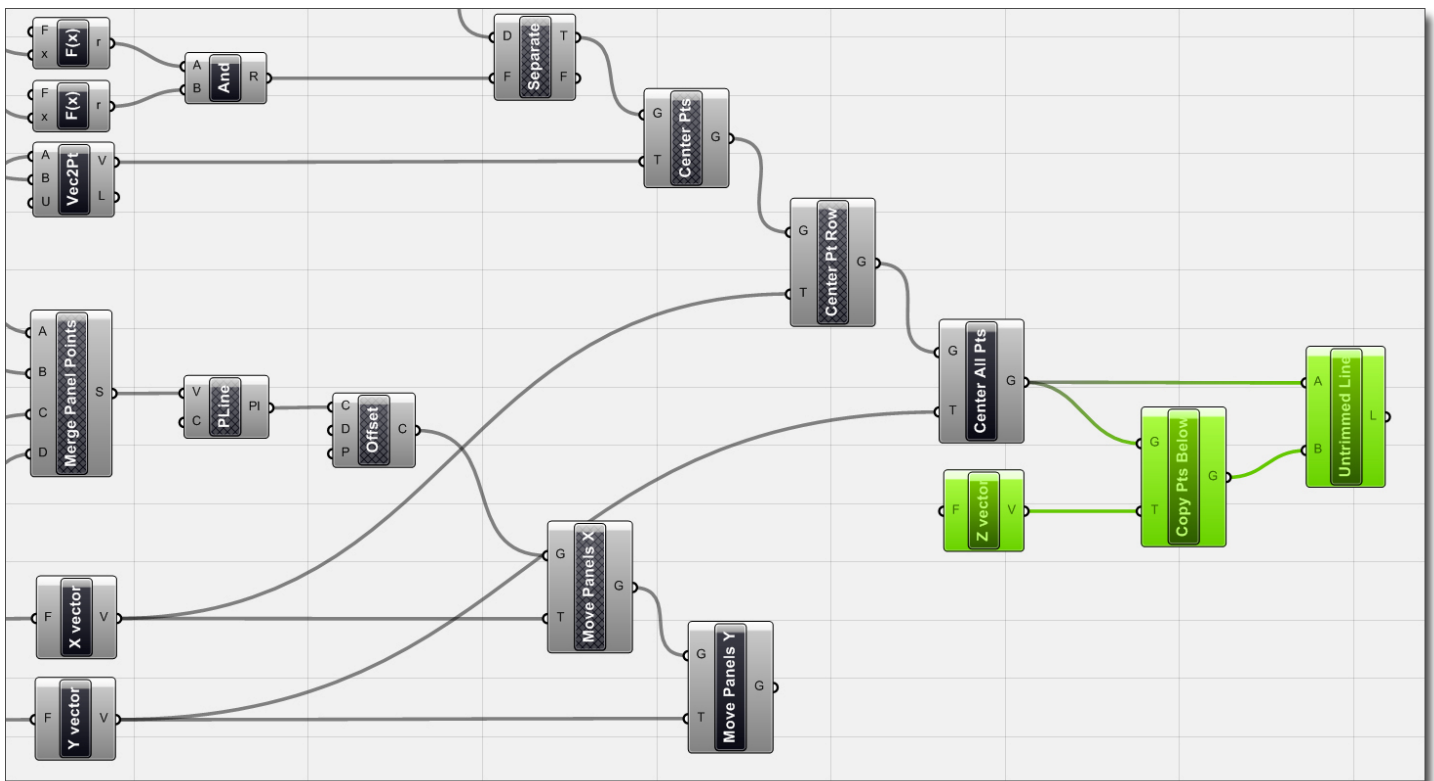 F
x
F(x)
r
F
x
F(x)
r
A
B
And
R
A
B
U
Vec2Pt
V
L
D
F
Separate
T
F
G
T
Center Pts
G
G
T
Center Pt Row
G
A
B
C
D
Merge Panel Points
S
V
C
PLine
Pl
C
D
P
Offset
C
G
T
Center All Pts
G
F
Z vector
V
G
T
Copy Pts Below
G
A
B
Untrimmed Line
L
G
T
Move Panels X
G
F
X vector
V
F
Y vector
V
G
T
Move Panels Y
G